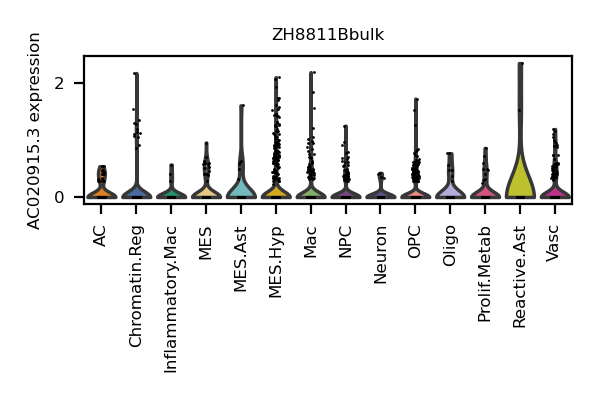 ZH8811Bbulk
AC020915.3 expression
2
0
AC
Chromatin.Reg
Inflammatory.Mac
MES
MES.Ast
MES.Hyp
Mac
NPC
Neuron
OPC
Oligo
Prolif.Metab
Reactive.Ast
Vasc